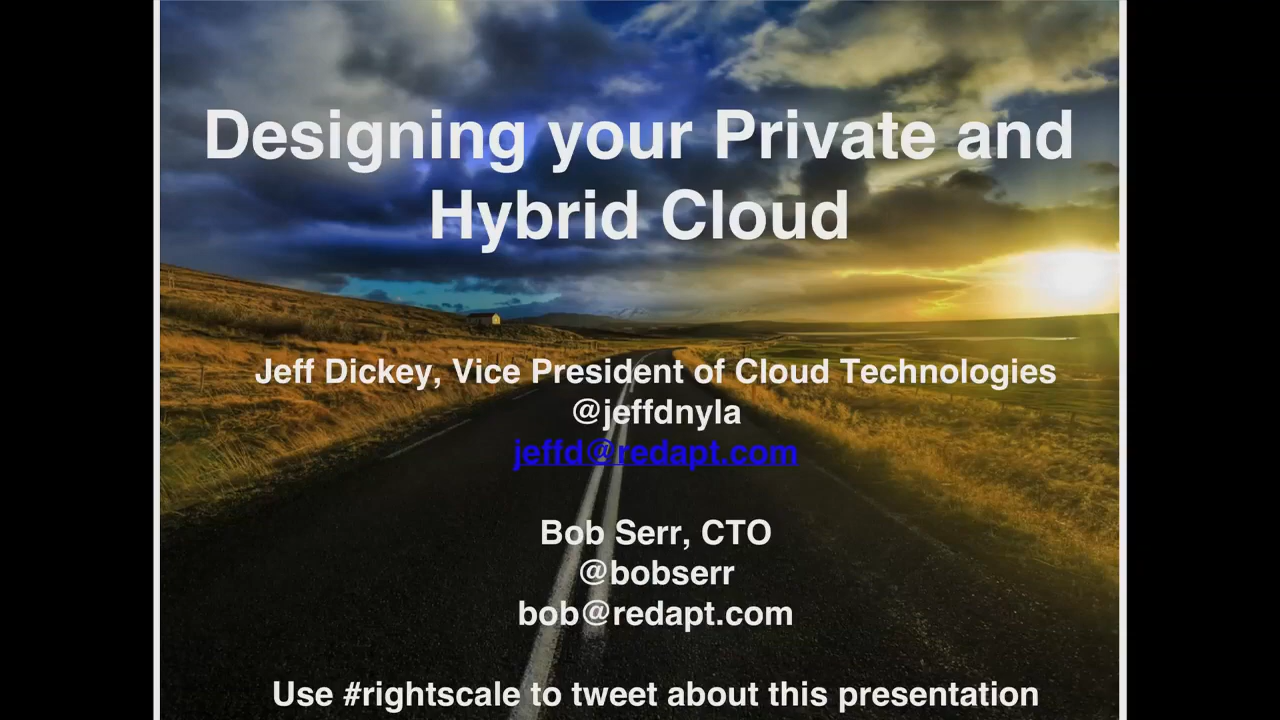 Designing your Private and
Hybrid Cloud
Jeff Dickey, Vice President of Cloud Technologies
@jeffdnyla
jeffd@redapt.com
Bob Serr, CTO
@bobserr
bob@redapt.com
Use #rightscale to tweet about this presentation